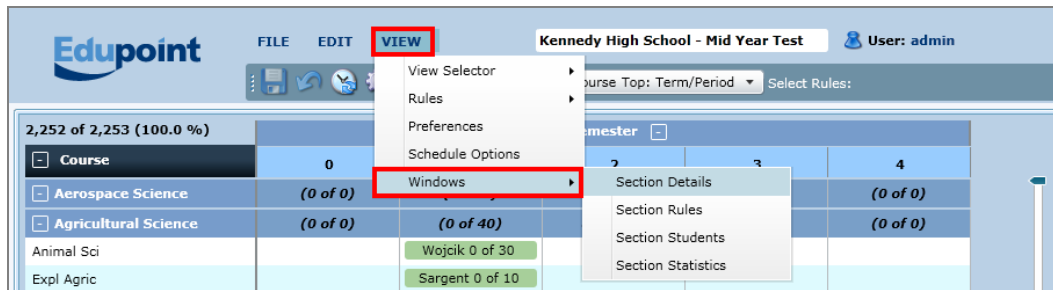 Edupoint
FILE EDIT VIEW Kennedy High School - Mid Year Test User: admin
View Selector
Top: Term/Period Select Rules:
Rules
Preferences
2,252 of 2,253 (100.0 %)
Schedule Options
Course 0 2 3 4
Windows Section Details
Aerospace Science (0 of 0) (0 of 0)
Section Rules
Agricultural Science (0 of 0) (0 of 40) (0 of 0)
Section Students
Animal Sci Wojcik 0 of 30
Section Statistics
Expl Agric Sargent 0 of 10